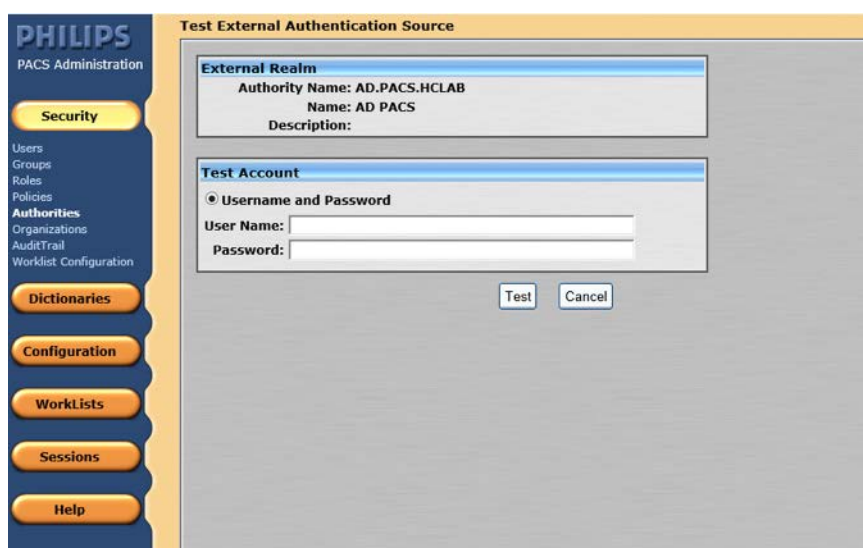 PHILIPS
PACS Administration
Security
Users
Groups
Roles
Policies
Authorities
Organizations
AuditTrail
Worklist Configuration
Dictionaries
Configuration
WorkLists
Sessions
Help
Test External Authentication Source
External Realm
Authority Name: AD.PACS.HCLAB
Name: AD PACS
Description:
Test Account
Username and Password
User Name:
Password:
Test Cancel